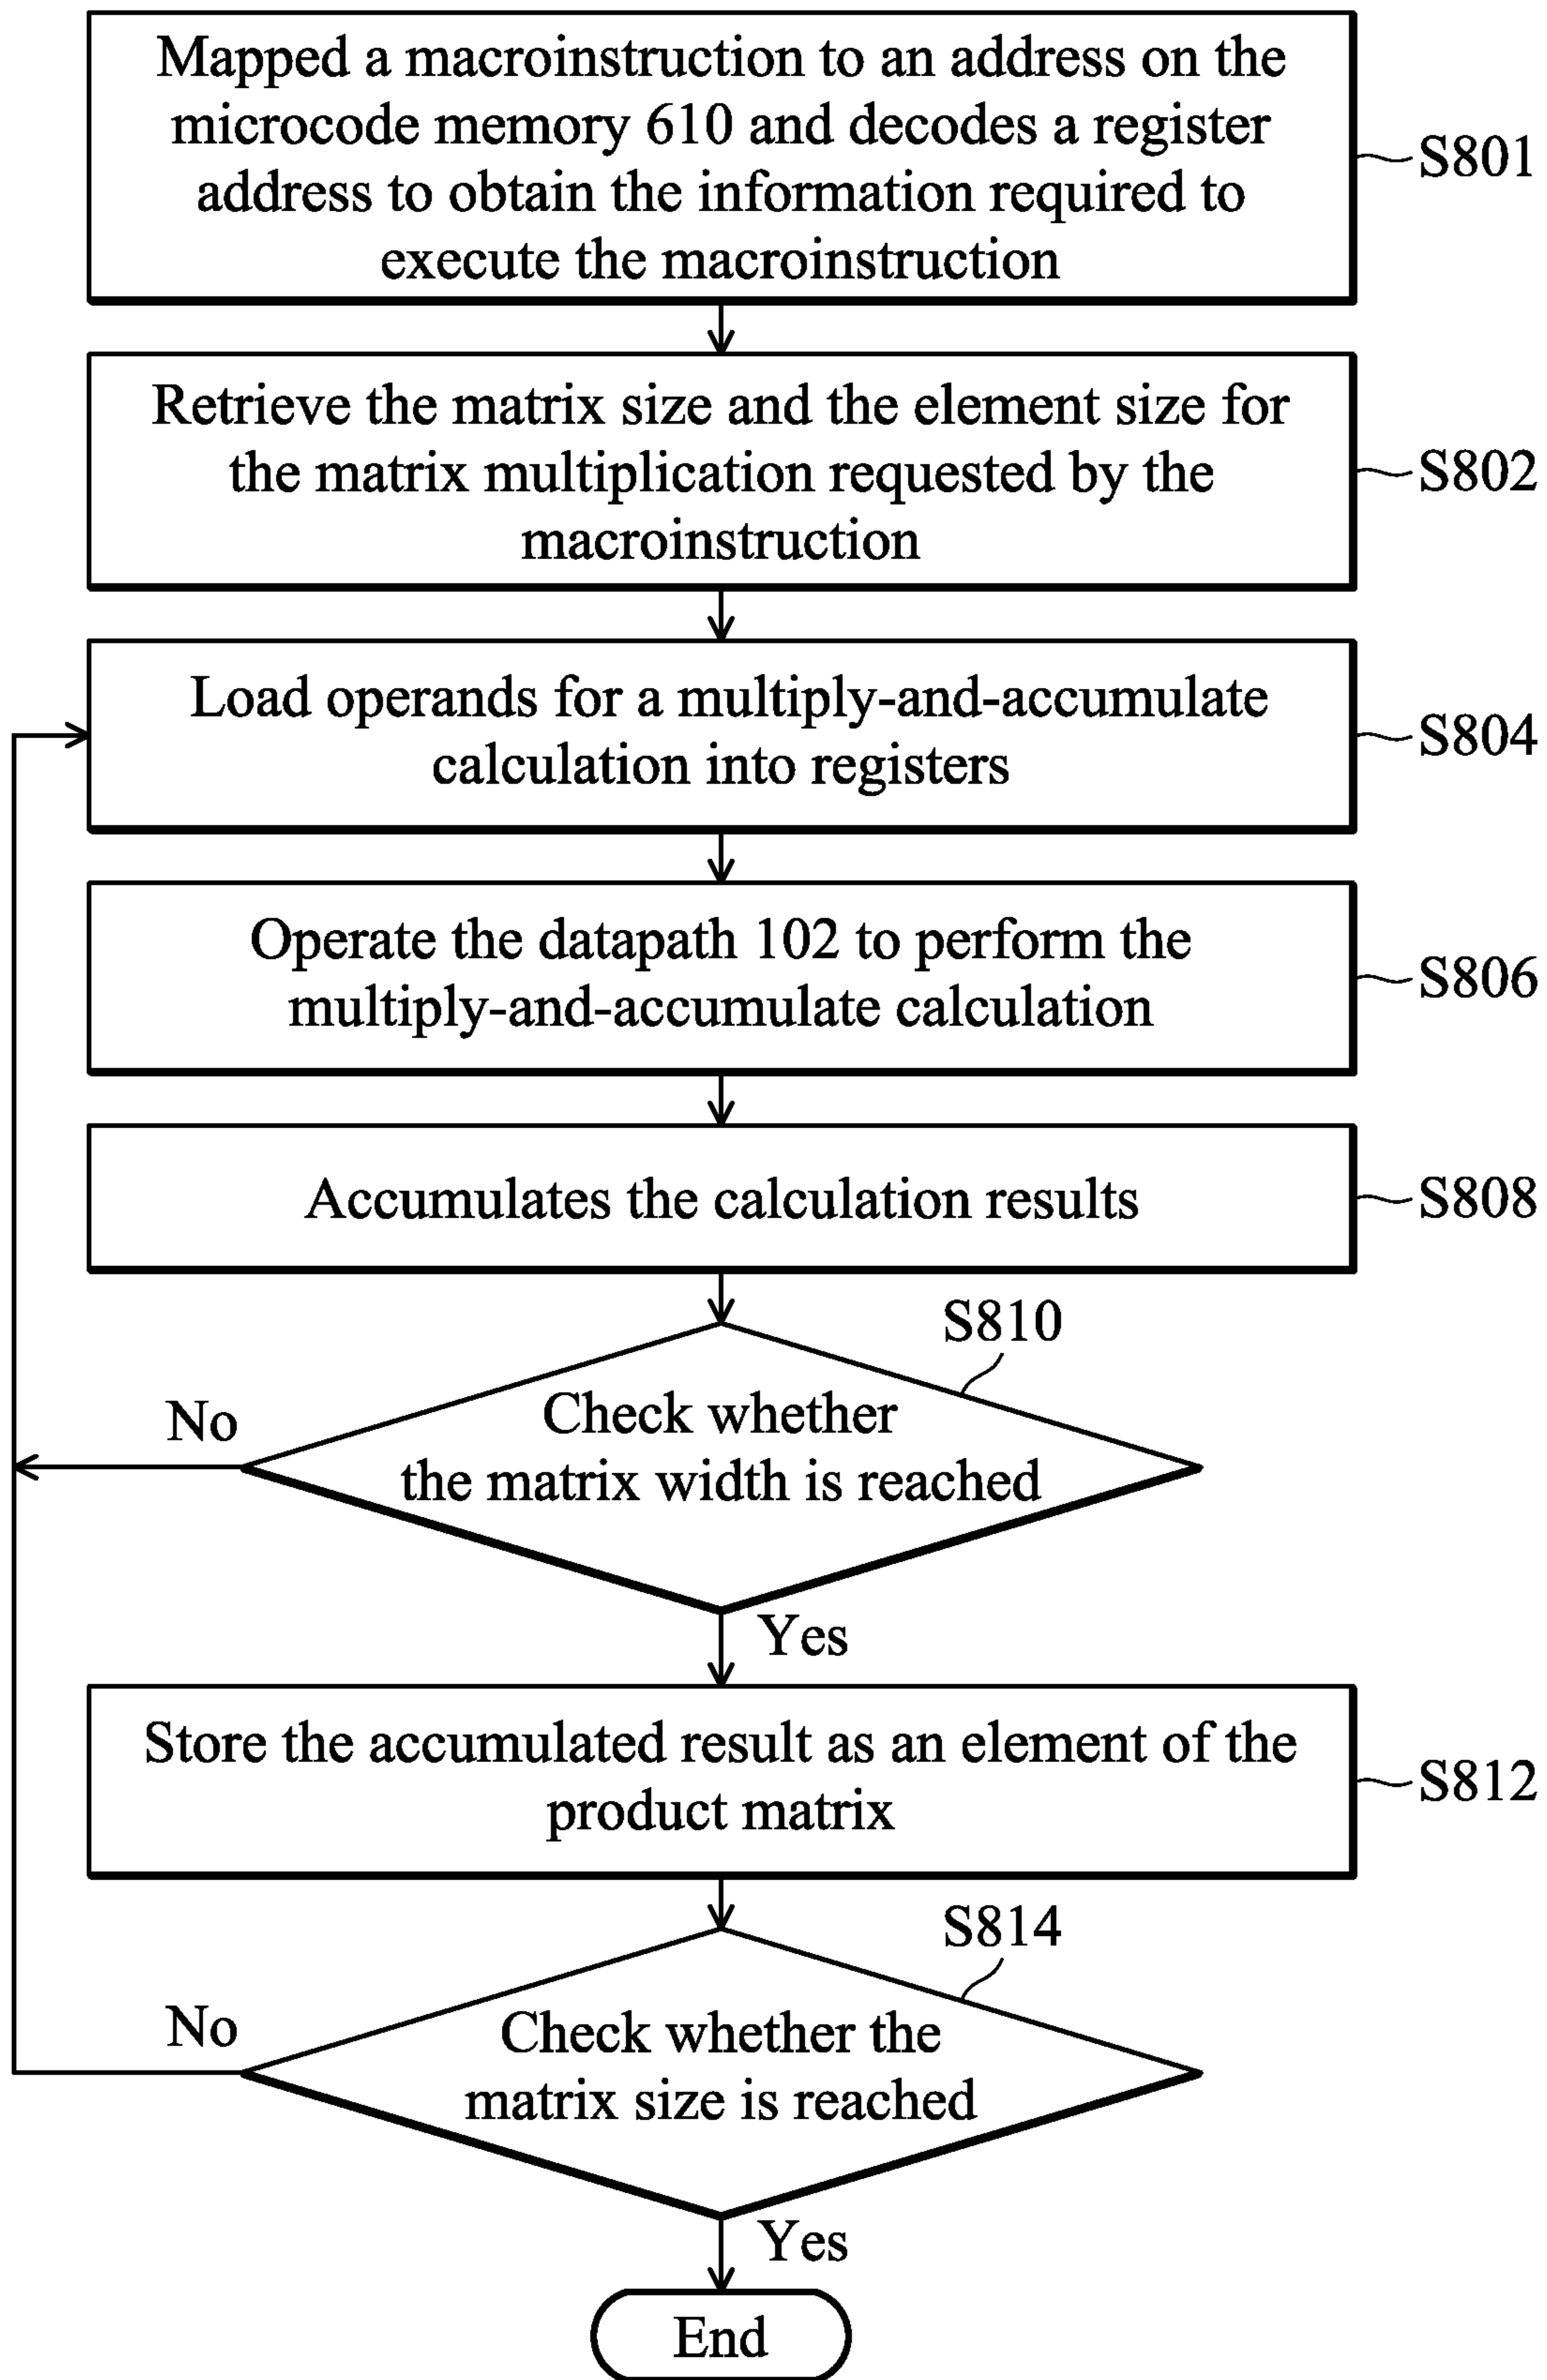 Mapped a macroinstruction to an address on the
microcode memory 610 and decodes a register
address to obtain the information required to
execute the macroinstruction
S801
Retrieve the matrix size and the element size for
the matrix multiplication requested by the
macroinstruction
S802
Load operands for a multiply-and-accumulate
calculation into registers
S804
Operate the datapath 102 to perform the
multiply-and-accumulate calculation
S806
Accumulates the calculation results
S808
S810
Check whether
the matrix width is reached
No
Yes
Store the accumulated result as an element of the
product matrix
S812
S814
Check whether the
matrix size is reached
No
Yes
End